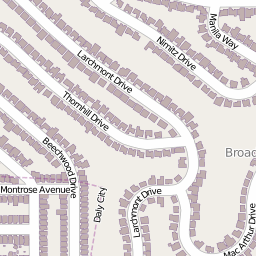 Manila Way
Nimitz Drive
Larchmont Drive
Thornhill Drive
Beechwood Drive
Broad
Montrose Avenue
Daly City
Larchmont Drive
Mac Arthur Drive